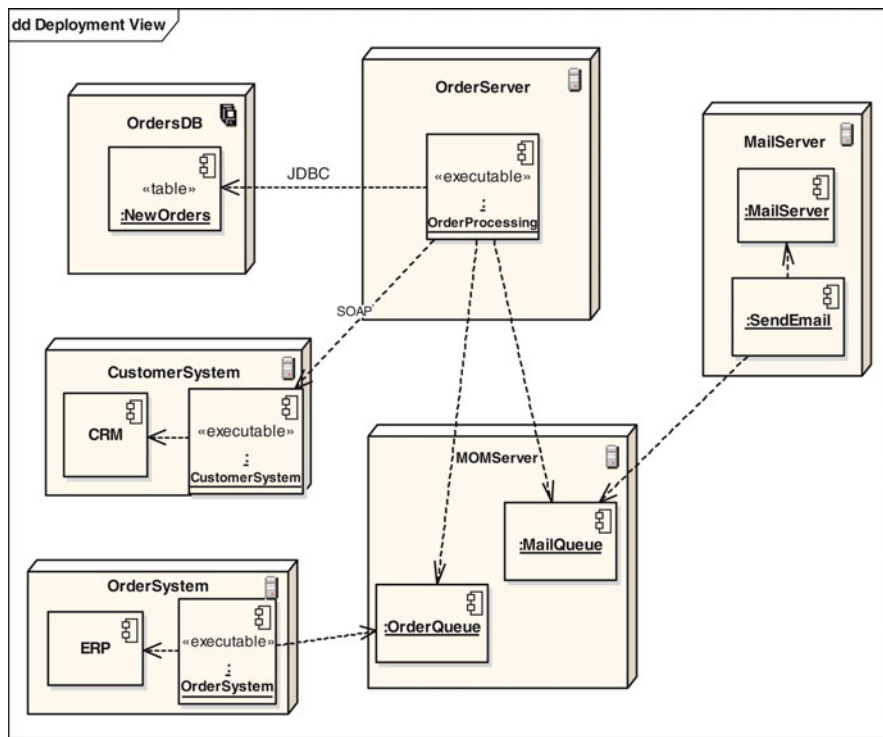 dd Deployment View
OrdersDB
«table»
:NewOrders
JDBC
OrderServer
«executable»
:
OrderProcessing
MailServer
:MailServer
:SendEmail
SOAP
CustomerSystem
CRM
«executable»
:
CustomerSystem
MOMServer
:MailQueue
:OrderQueue
OrderSystem
ERP
«executable»
:
OrderSystem